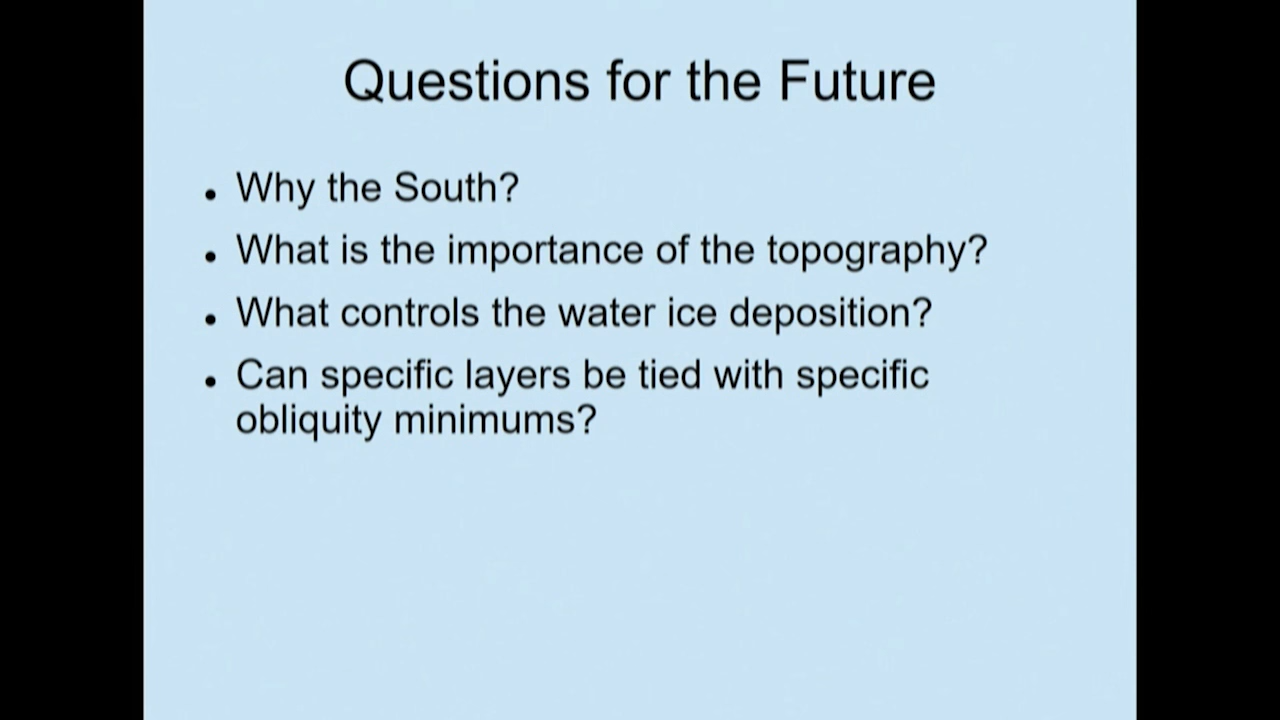 Questions for the Future
• Why the South?
• What is the importance of the topography?
• What controls the water ice deposition?
• Can specific layers be tied with specific
obliquity minimums?